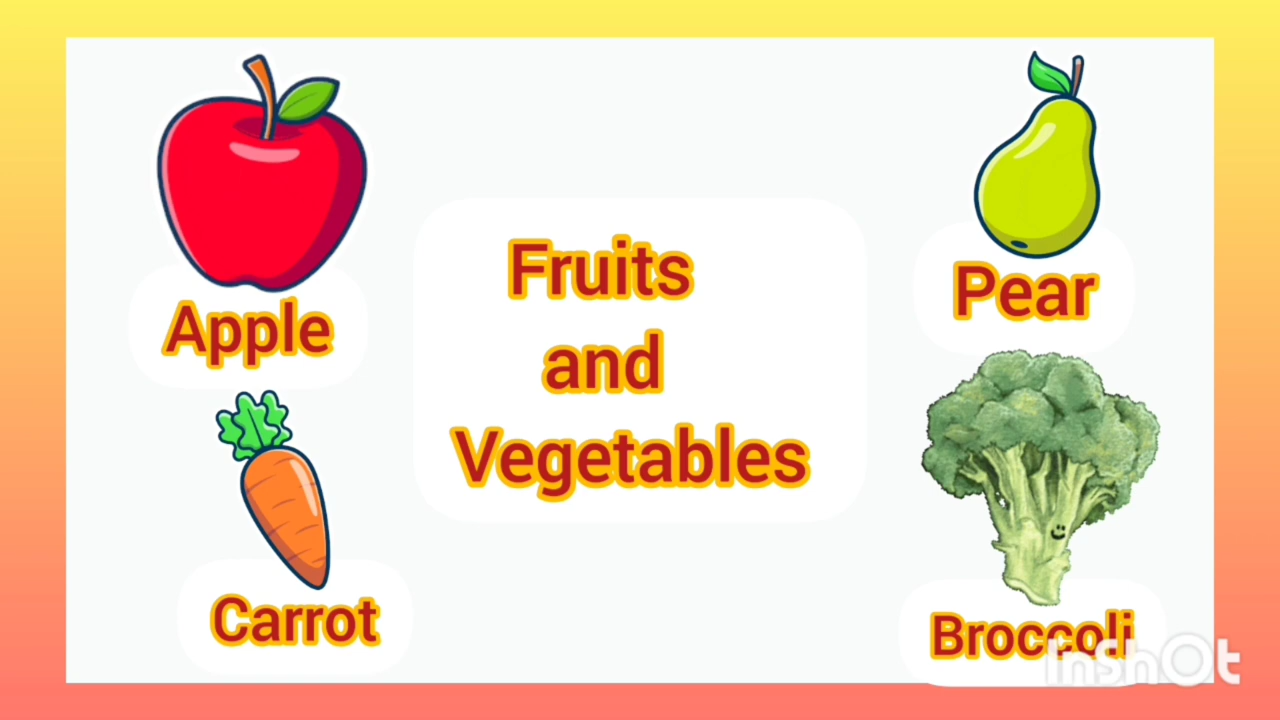 Apple
Pear
Fruits
and
Vegetables
Carrot
Broccoli
InShOt